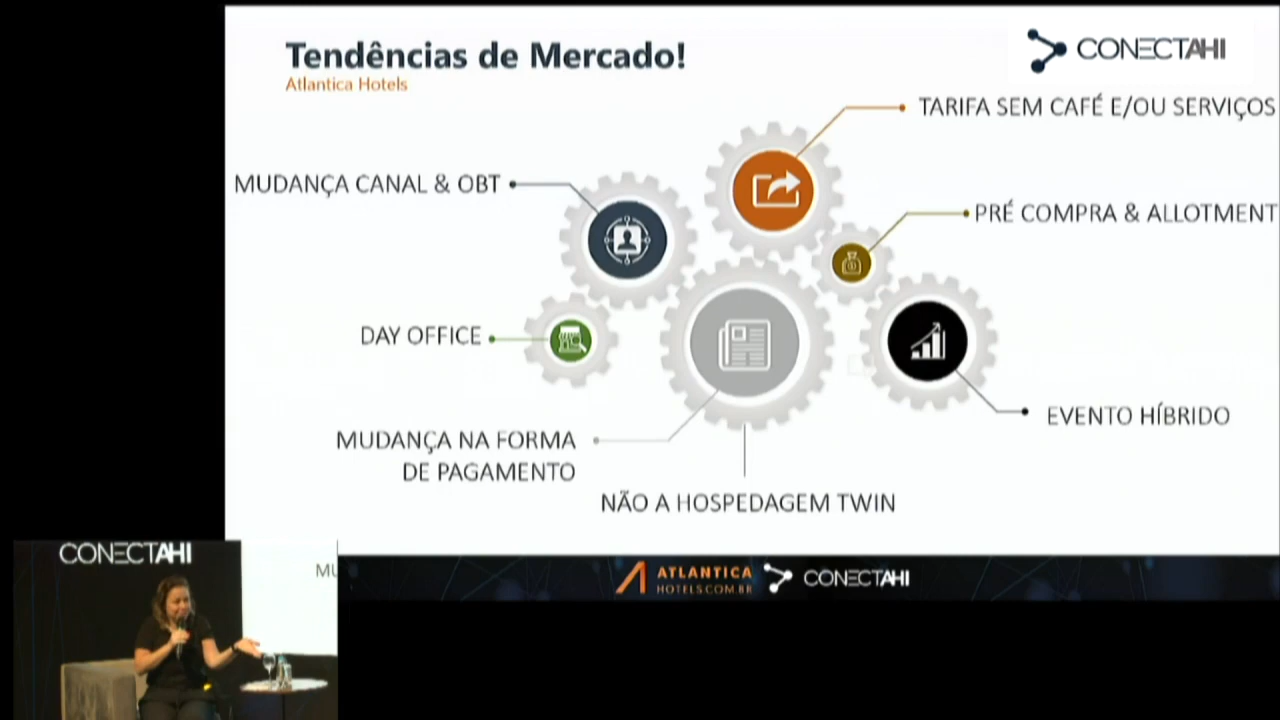 Tendências de Mercado!
Atlantica Hotels
CONECTAHI
TARIFA SEM CAFÉ E/OU SERVIÇOS
MUDANÇA CANAL & OBT
PRÉ COMPRA & ALLOTMENT
DAY OFFICE
EVENTO HÍBRIDO
MUDANÇA NA FORMA
DE PAGAMENTO
NÃO A HOSPEDAGEM TWIN
CONECTAHI
MU
ATLANTICA
HOTELS.COM.BR
CONECTAHI